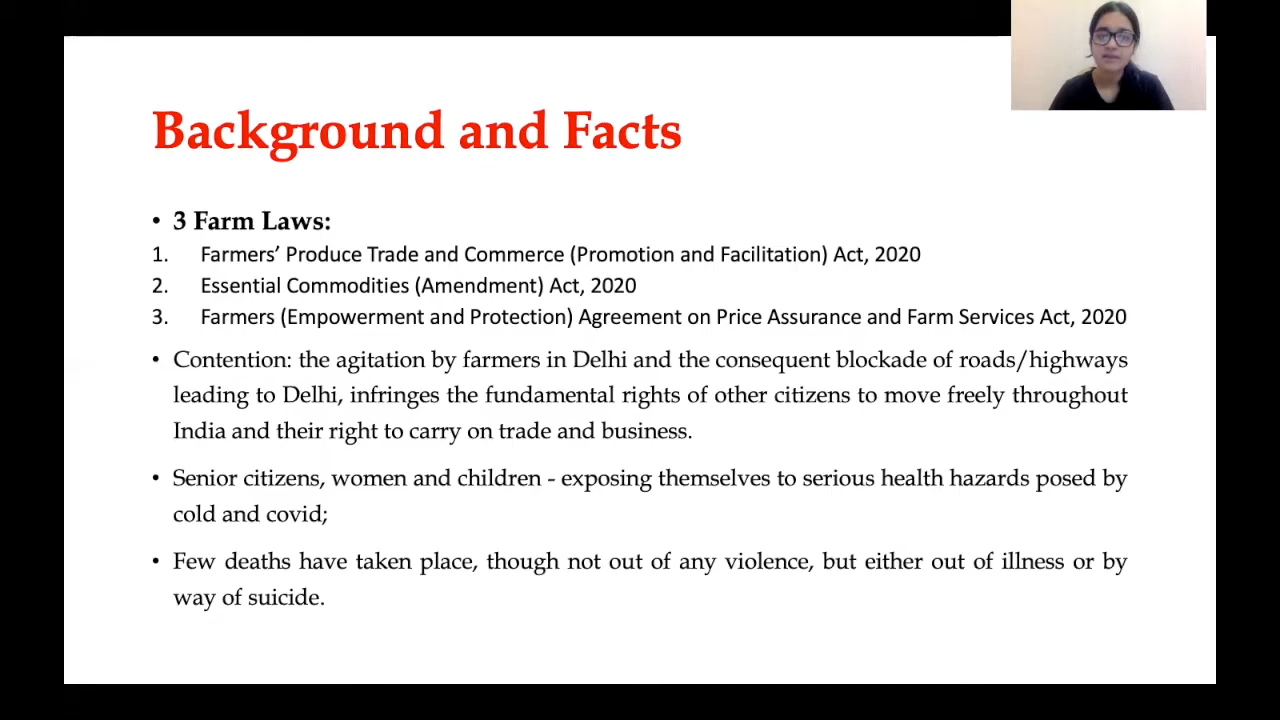 Background and Facts
• 3 Farm Laws:
1. Farmers’ Produce Trade and Commerce (Promotion and Facilitation) Act, 2020
2. Essential Commodities (Amendment) Act, 2020
3. Farmers (Empowerment and Protection) Agreement on Price Assurance and Farm Services Act, 2020
• Contention: the agitation by farmers in Delhi and the consequent blockade of roads/highways
leading to Delhi, infringes the fundamental rights of other citizens to move freely throughout
India and their right to carry on trade and business.
• Senior citizens, women and children - exposing themselves to serious health hazards posed by
cold and covid;
• Few deaths have taken place, though not out of any violence, but either out of illness or by
way of suicide.